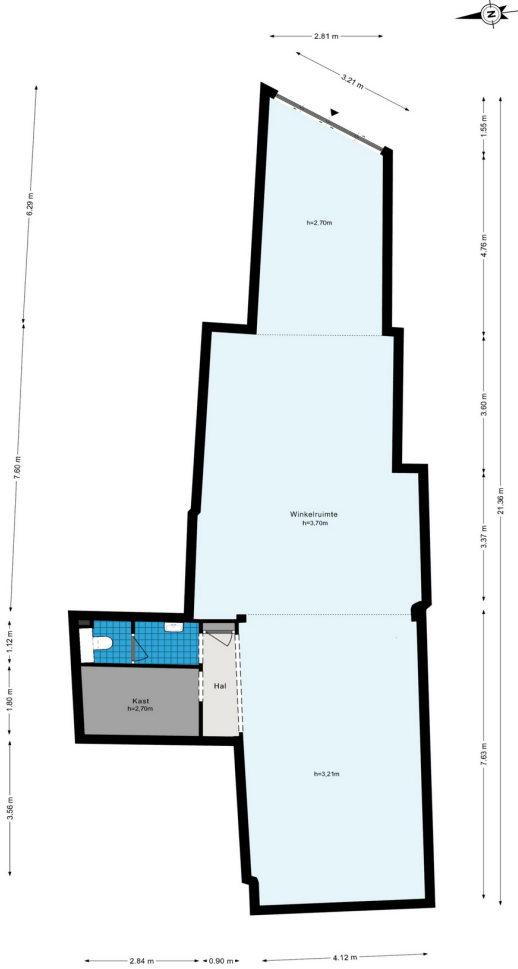 N
2.81 m
3.21 m
1.55 m
6.29 m
h=2.70m
4.76 m
3.60 m
7.60 m
21.36 m
Winkelruimte
h=3,70m
3.37 m
1.12 m
1.80 m
Kast
h=2,70m
Hal
7.63 m
h=3,21m
3.56 m
2.84 m
0.90 m
4.12 m